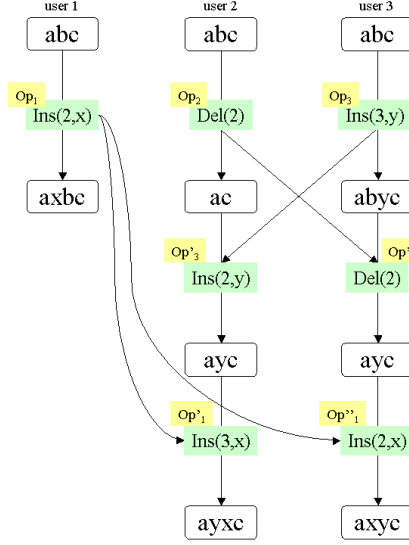 user 1 user 2 user 3
abc abc abc
Op1 Op2 Op3
Ins(2,x) Del(2) Ins(3,y)
axbc ac abyc
Op'3 Op'
Ins(2,y) Del(2)
ayc ayc
Op'1 Op''1
Ins(3,x) Ins(2,x)
ayxc axyc